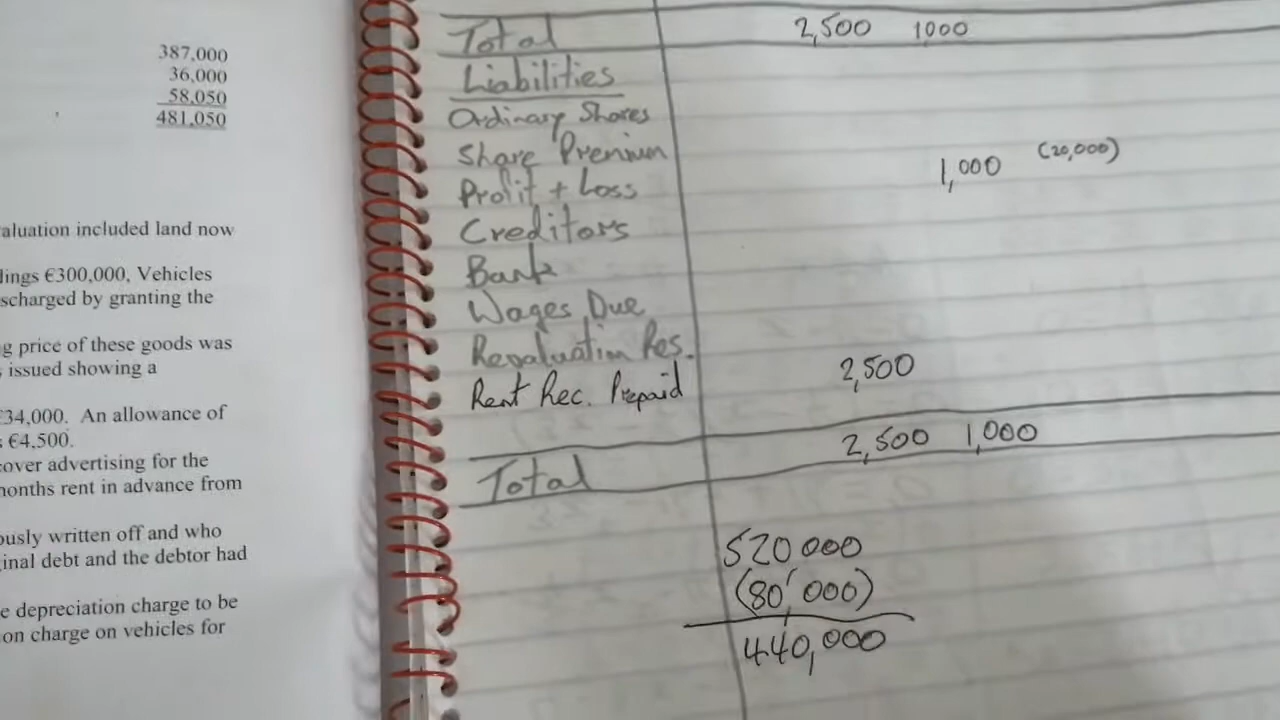 387,000
36,000
58,050
481,050
aluation included land now
dings €300,000, Vehicles
scharged by granting the
g price of these goods was
s issued showing a
€34,000. An allowance of
s €4,500.
cover advertising for the
months rent in advance from
ously written off and who
inal debt and the debtor had
e depreciation charge to be
on charge on vehicles for
Total 2,500 1000
Liabilities
Ordinary Shares
Share Premium
Profit + Loss 1,000 (20,000)
Creditors
Bank
Wages Due
Revaluation Res.
Rent Rec. Prepaid 2,500
Total 2,500 1,000
520000
(80,000)
440,000